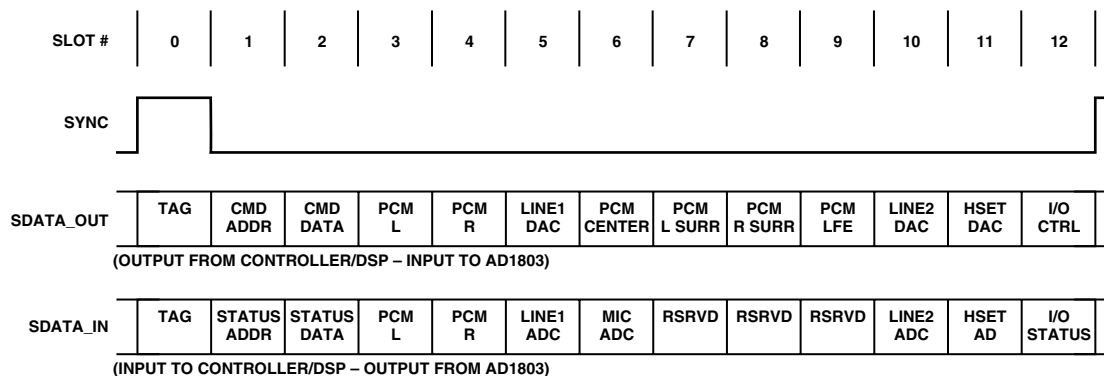 SLOT # 0 1 2 3 4 5 6 7 8 9 10 11 12
SYNC
SDATA_OUT TAG CMD ADDR CMD DATA PCM L PCM R LINE1 DAC PCM CENTER PCM L SURR PCM R SURR PCM LFE LINE2 DAC HSET DAC I/O CTRL
(OUTPUT FROM CONTROLLER/DSP – INPUT TO AD1803)
SDATA_IN TAG STATUS ADDR STATUS DATA PCM L PCM R LINE1 ADC MIC ADC RSRVD RSRVD RSRVD LINE2 ADC HSET AD I/O STATUS
(INPUT TO CONTROLLER/DSP – OUTPUT FROM AD1803)